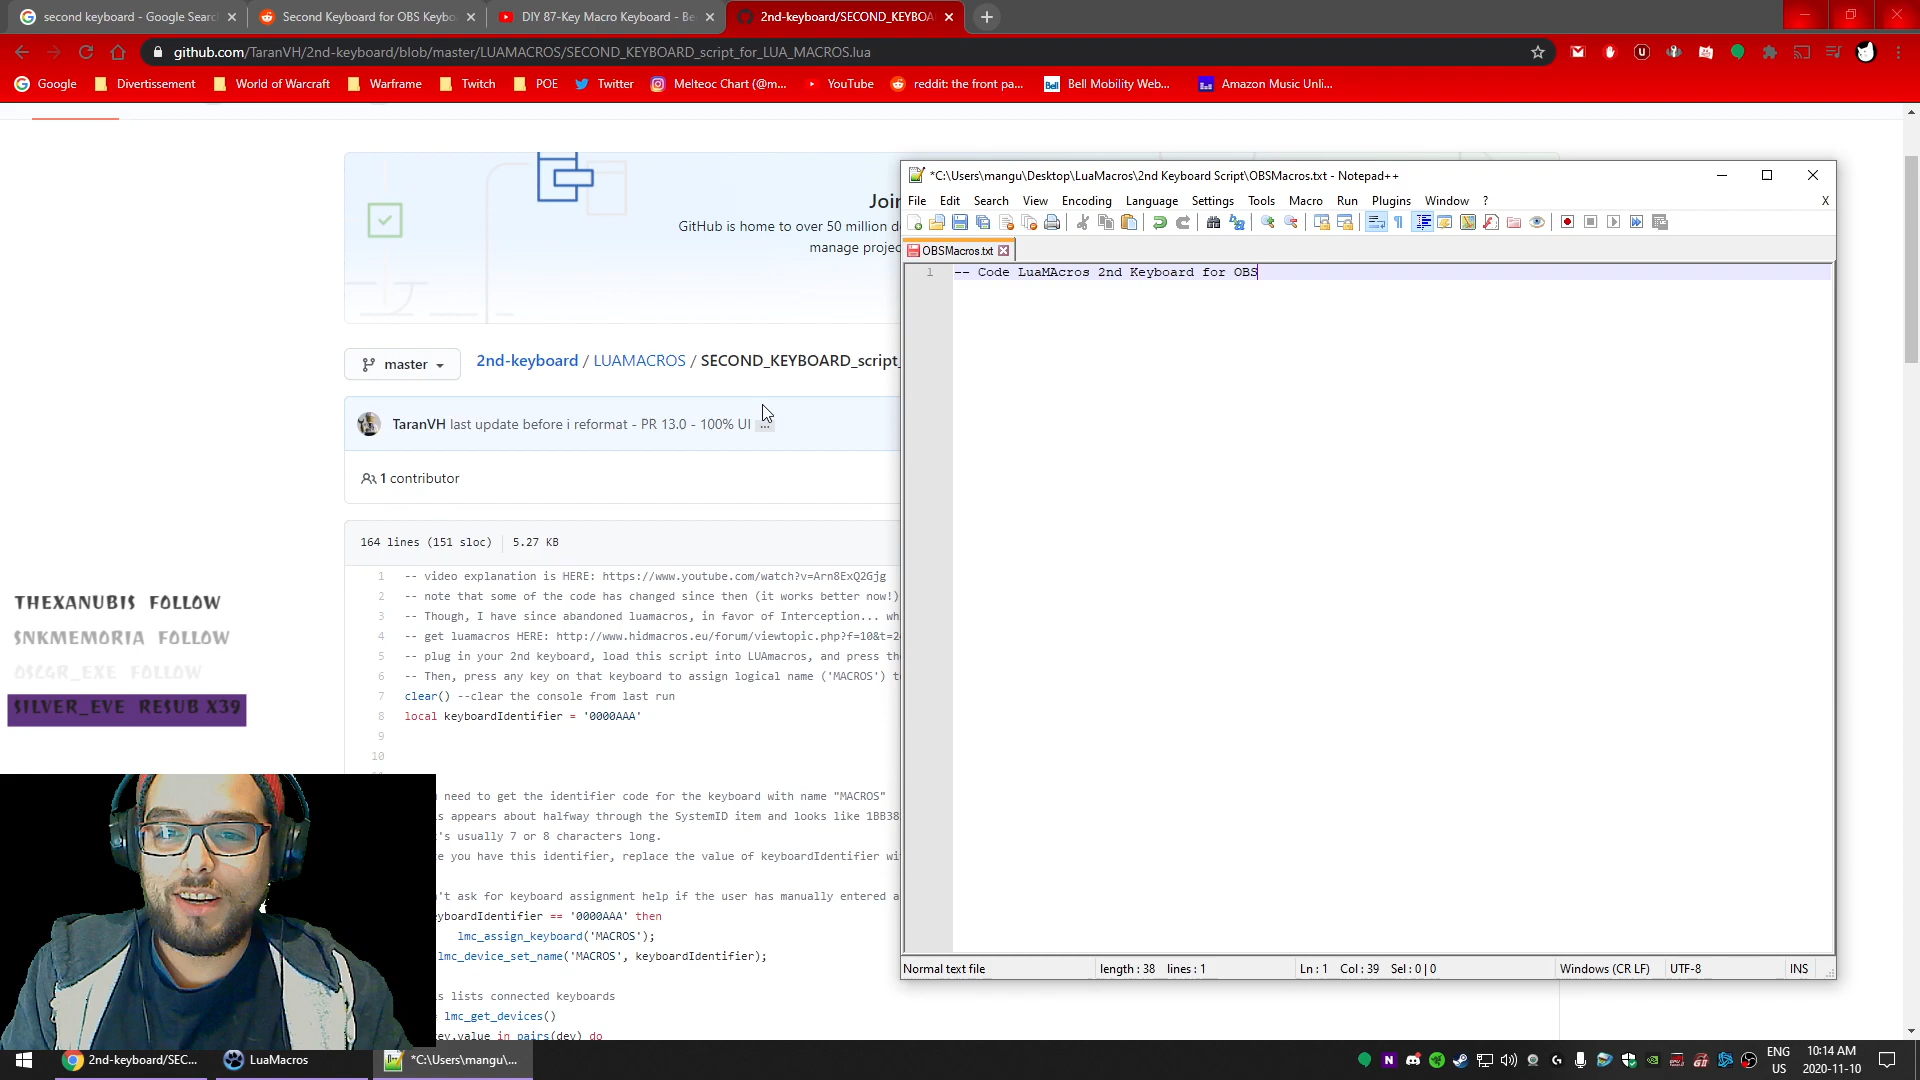 second keyboard - Google Searc
Second Keyboard for OBS Keybo
DIY 87-Key Macro Keyboard - Be
2nd-keyboard/SECOND_KEYBOA
github.com/TaranVH/2nd-keyboard/blob/master/LUAMACROS/SECOND_KEYBOARD_script_for_LUA_MACROS.lua
Google Divertissement World of Warcraft Warframe Twitch POE Twitter Melteoc Chart (@m... YouTube reddit: the front pa... Bell Mobility Web... Amazon Music Unli...
Join
GitHub is home to over 50 million d
manage projec
master
2nd-keyboard / LUAMACROS / SECOND_KEYBOARD_script_
TaranVH last update before i reformat - PR 13.0 - 100% UI ...
1 contributor
164 lines (151 sloc) 5.27 KB
1 -- video explanation is HERE: https://www.youtube.com/watch?v=Arn8ExQ2Gjg
2 -- note that some of the code has changed since then (it works better now!)
3 -- Though, I have since abandoned luamacros, in favor of Interception... wh
4 -- get luamacros HERE: http://www.hidmacros.eu/forum/viewtopic.php?f=10&t=2
5 -- plug in your 2nd keyboard, load this script into LUAmacros, and press th
6 -- Then, press any key on that keyboard to assign logical name ('MACROS') t
7 clear() --clear the console from last run
8 local keyboardIdentifier = '0000AAA'
9
10
need to get the identifier code for the keyboard with name "MACROS"
s appears about halfway through the SystemID item and looks like 1BB38
's usually 7 or 8 characters long.
e you have this identifier, replace the value of keyboardIdentifier wi
't ask for keyboard assignment help if the user has manually entered a
yboardIdentifier == '0000AAA' then
lmc_assign_keyboard('MACROS');
lmc_device_set_name('MACROS', keyboardIdentifier);
s lists connected keyboards
lmc_get_devices()
ey,value in pairs(dev) do
THEXANUBIS FOLLOW
SNKMEMORIA FOLLOW
OSCGR_EXE FOLLOW
SILVER_EVE RESUB X39
*C:\Users\mangu\Desktop\LuaMacros\2nd Keyboard Script\OBSMacros.txt - Notepad++
File Edit Search View Encoding Language Settings Tools Macro Run Plugins Window ? X
OBSMacros.txt
1 -- Code LuaMAcros 2nd Keyboard for OBS
Normal text file length : 38 lines : 1 Ln : 1 Col : 39 Sel : 0 | 0 Windows (CR LF) UTF-8 INS
2nd-keyboard/SEC...
LuaMacros
*C:\Users\mangu\...
ENG
US
10:14 AM
2020-11-10